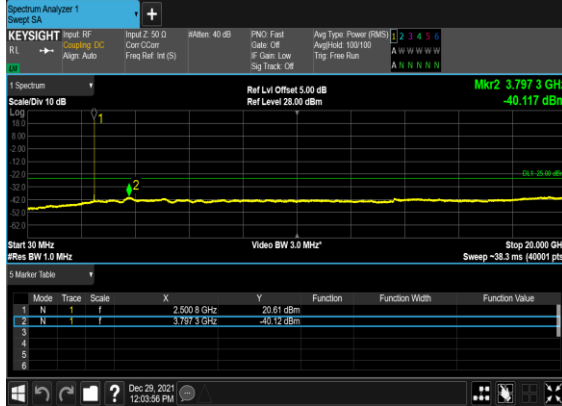 Spectrum Analyzer 1
Swept SA
+
KEYSIGHT Input: RF Input Z: 50 Ω #Atten: 40 dB PNO: Fast Avg Type: Power (RMS) 1 2 3 4 5 6
RL Coupling: DC Corr CCorr Gate: Off Avg|Hold: 100/100 A W W W W W
Align: Auto Freq Ref: Int (S) IF Gain: Low Trig: Free Run
LXI Sig Track: Off A N N N N N
1 Spectrum Ref Lvl Offset 5.00 dB Mkr2 3.797 3 GHz
Scale/Div 10 dB Ref Level 28.00 dBm -40.117 dBm
Log
18.0
1
8.00
-2.00
-12.0
-22.0
DL1 -25.00 dBm
-32.0
2
-42.0
-52.0
-62.0
Start 30 MHz Video BW 3.0 MHz* Stop 20.000 GHz
#Res BW 1.0 MHz Sweep ~38.3 ms (40001 pts)
5 Marker Table
Mode Trace Scale X Y Function Function Width Function Value
1 N 1 f 2.500 8 GHz 20.61 dBm
2 N 1 f 3.797 3 GHz -40.12 dBm
3
4
5
6
? Dec 29, 2021
12:03:56 PM